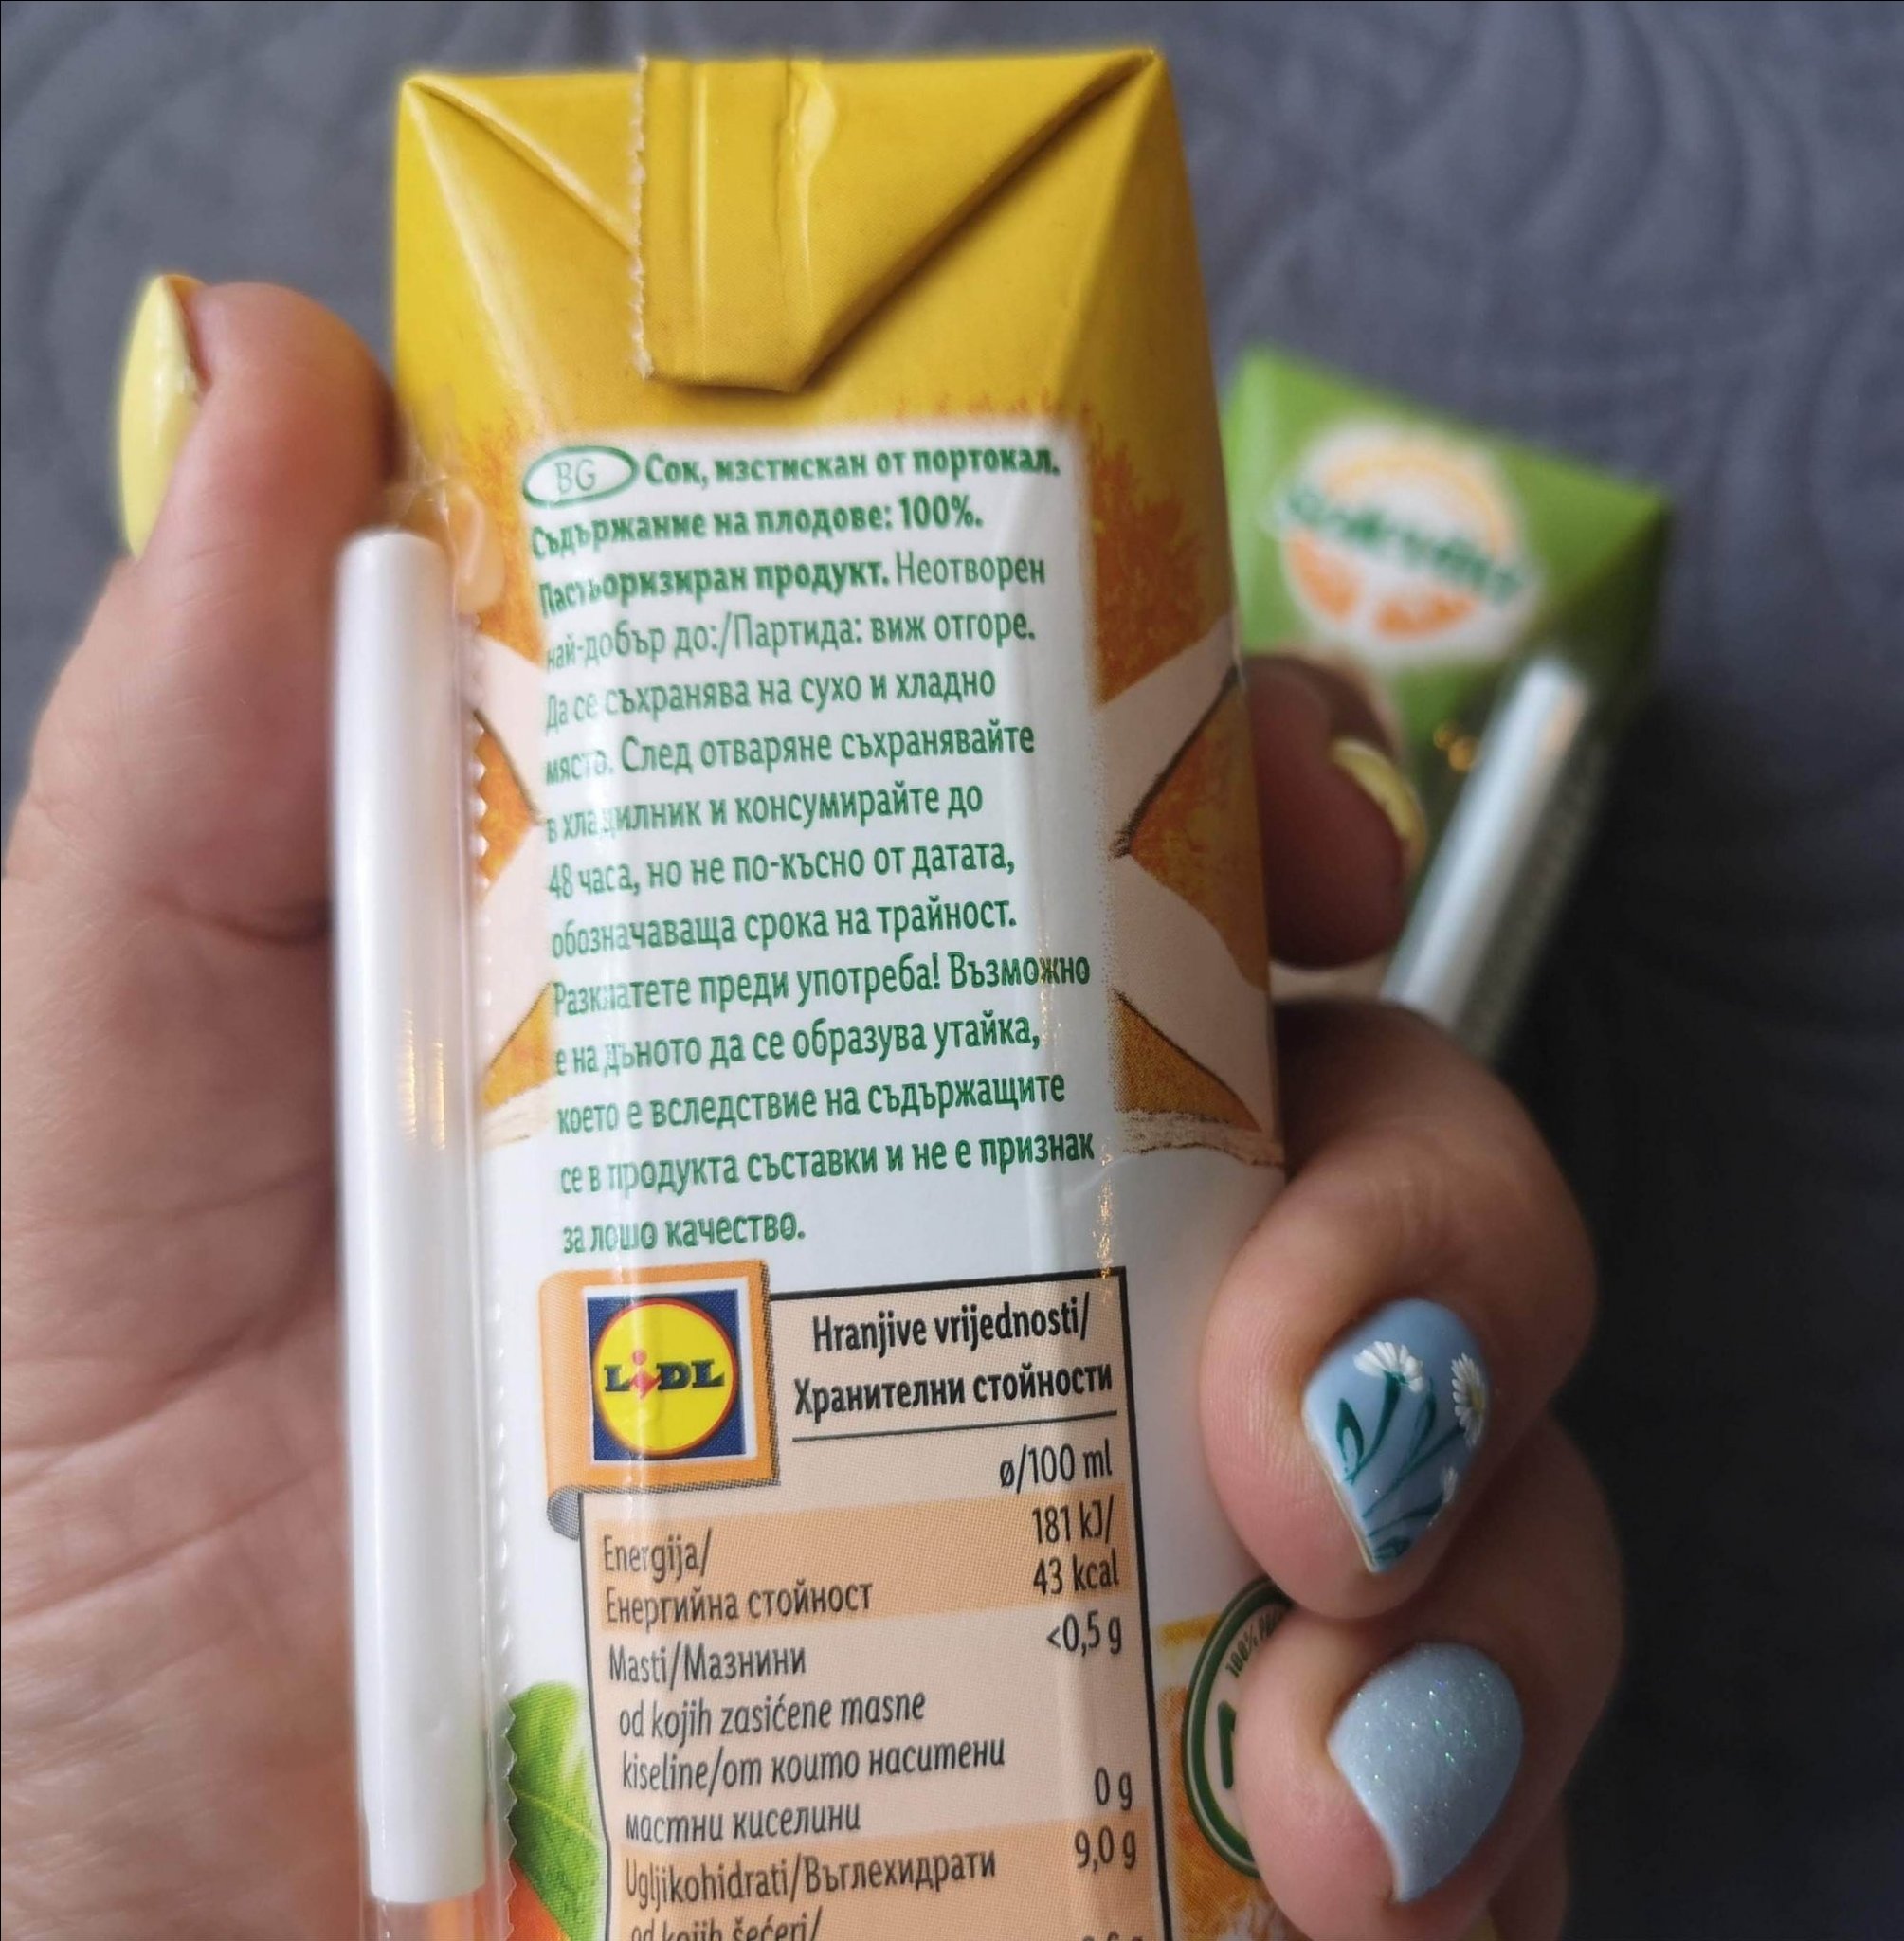 BG Сок, изстискан от портокал.
Съдържание на плодове: 100%.
Пастьоризиран продукт. Неотворен
най-добър до:/Партида: виж отгоре.
Да се съхранява на сухо и хладно
място. След отваряне съхранявайте
в хладилник и консумирайте до
48 часа, но не по-късно от датата,
обозначаваща срока на трайност.
Разклатете преди употреба! Възможно
е на дъното да се образува утайка,
което е вследствие на съдържащите
се в продукта съставки и не е признак
за лошо качество.
LiDL
Hranjive vrijednosti/
Хранителни стойности
ø/100 ml
Energija/ 181 kJ/
Енергийна стойност 43 kcal
Masti/Мазнини <0,5 g
od kojih zasićene masne
kiseline/от които наситени
мастни киселини 0 g
Ugljikohidrati/Въглехидрати 9,0 g
od kojih šećeri/
100%